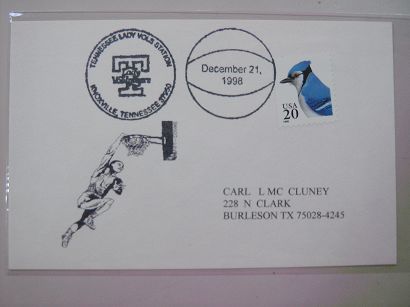 TENNESSEE LADY VOLS STATION
T
KNOXVILLE, TENNESSEE 37950
December 21,
1998
USA
20
CARL L MC CLUNEY
228 N CLARK
BURLESON TX 75028-4245